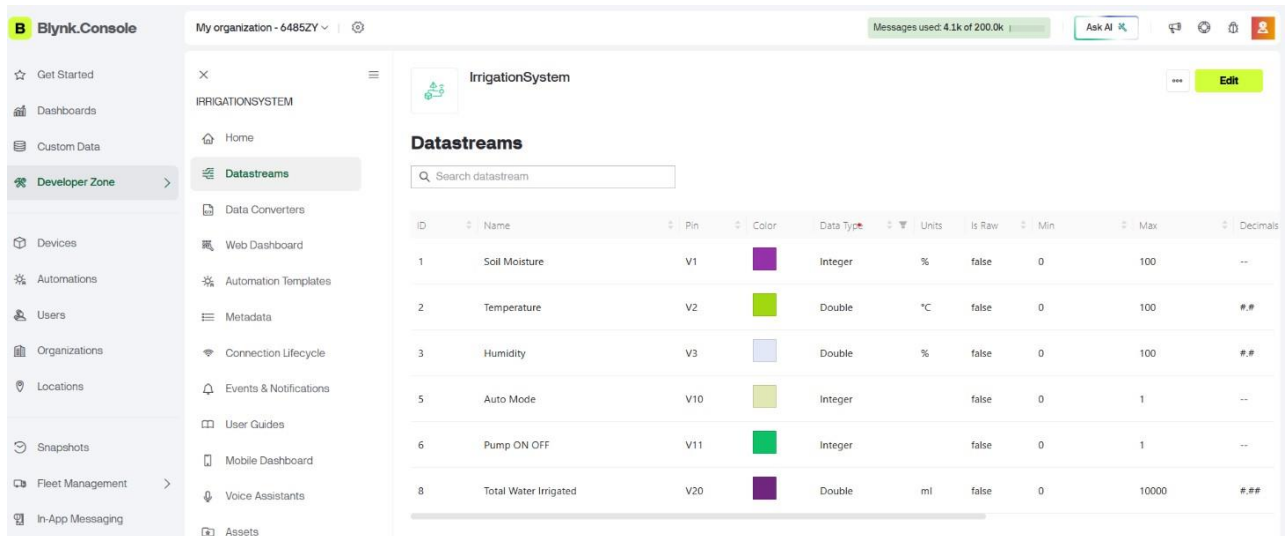 B Blynk.Console
My organization - 6485ZY
Messages used: 4.1k of 200.0k
Ask AI
Get Started
Dashboards
Custom Data
Developer Zone
Devices
Automations
Users
Organizations
Locations
Snapshots
Fleet Management
In-App Messaging
IRRIGATIONSYSTEM
Home
Datastreams
Data Converters
Web Dashboard
Automation Templates
Metadata
Connection Lifecycle
Events & Notifications
User Guides
Mobile Dashboard
Voice Assistants
Assets
IrrigationSystem
Edit
Datastreams
Search datastream
ID Name Pin Color Data Type Units Is Raw Min Max Decimals
1 Soil Moisture V1 Integer % false 0 100 --
2 Temperature V2 Double °C false 0 100 #.#
3 Humidity V3 Double % false 0 100 #.#
5 Auto Mode V10 Integer false 0 1 --
6 Pump ON OFF V11 Integer false 0 1 --
8 Total Water Irrigated V20 Double ml false 0 10000 #.##